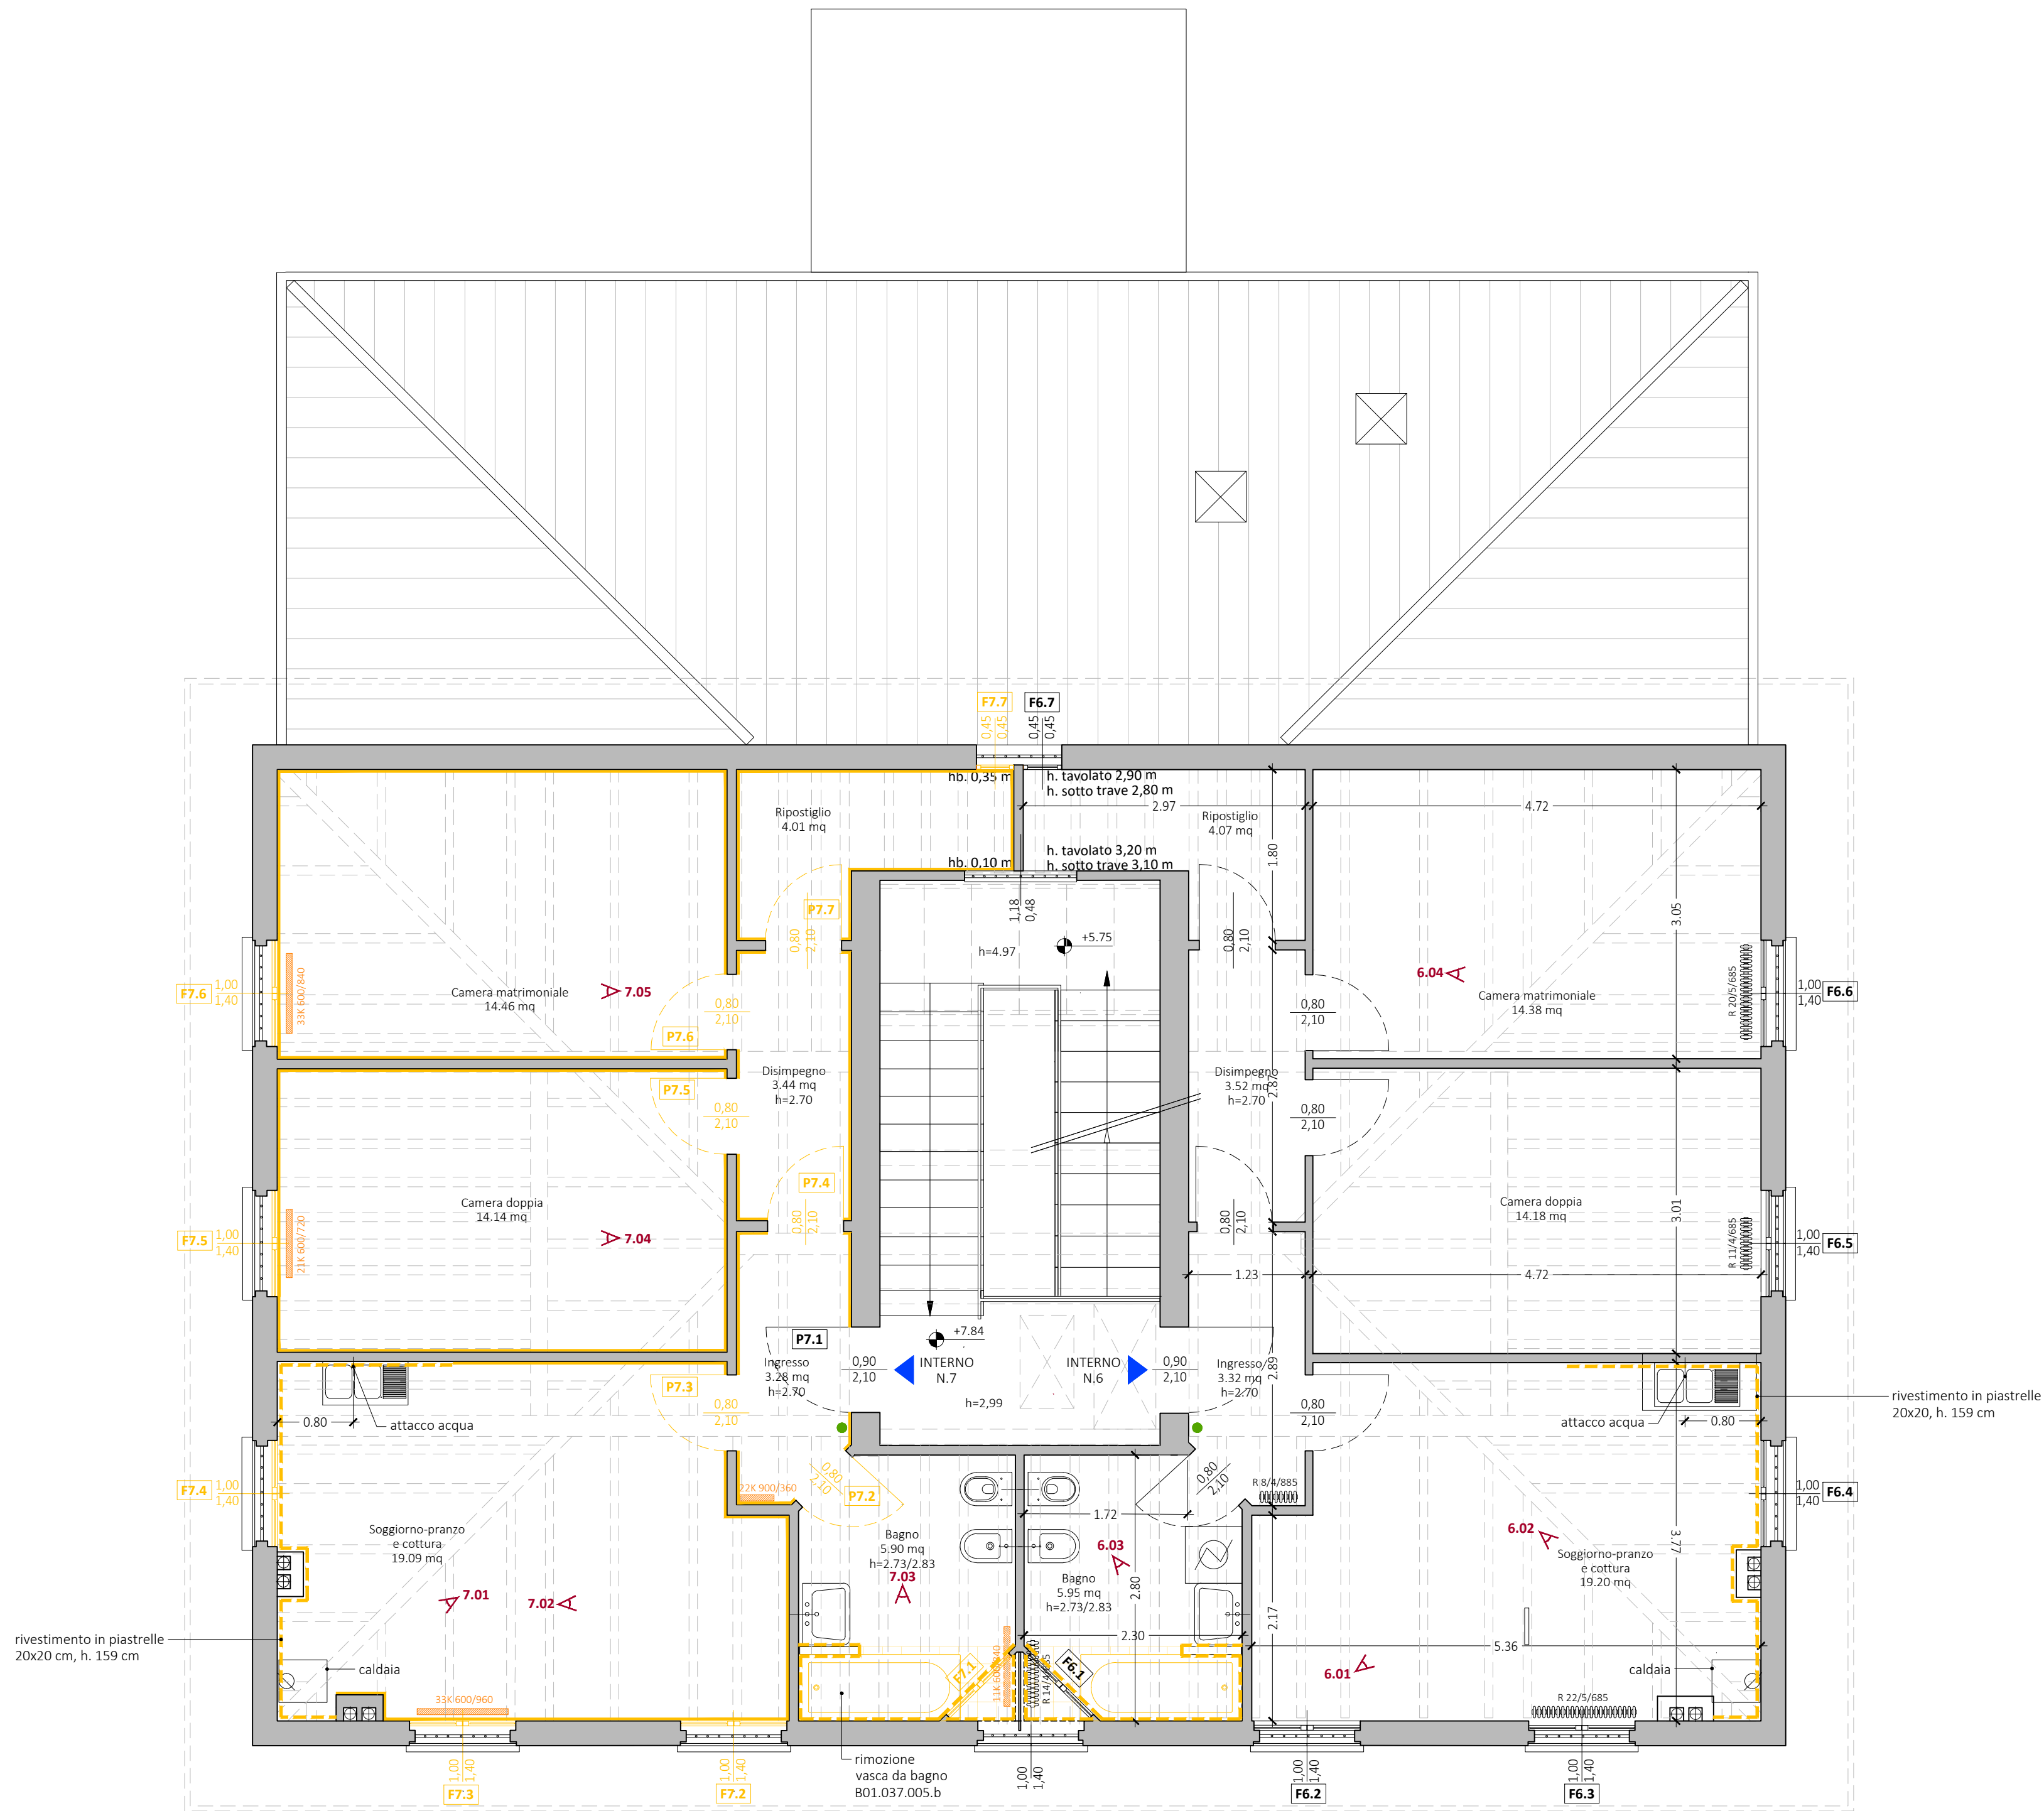 F7.7
F6.7
0,45
0,45
0,45
0,45
hb. 0,35 m
h. tavolato 2,90 m
h. sotto trave 2,80 m
2.97
4.72
Ripostiglio
4.01 mq
Ripostiglio
4.07 mq
1.80
hb. 0,10 m
h. tavolato 3,20 m
h. sotto trave 3,10 m
1,18
0,48
3.05
P7.7
0,80
2,10
+5.75
h=4.97
0,80
2,10
F7.6
1,00
1,40
33K 600/840
Camera matrimoniale
14.46 mq
7.05
0,80
2,10
P7.6
0,80
2,10
6.04
Camera matrimoniale
14.38 mq
R 20/5/685
1,00
1,40
F6.6
P7.5
0,80
2,10
Disimpegno
3.44 mq
h=2.70
Disimpegno
3.52 mq
h=2.70
2.87
0,80
2,10
P7.4
0,80
2,10
0,80
2,10
Camera doppia
14.14 mq
7.04
F7.5
1,00
1,40
21K 600/720
Camera doppia
14.18 mq
3.01
R 11/4/685
1,00
1,40
F6.5
1.23
4.72
P7.1
+7.84
Ingresso
3.28 mq
h=2.70
0,90
2,10
INTERNO
N.7
INTERNO
N.6
0,90
2,10
Ingresso
3.32 mq
h=2.70
2.89
h=2,99
P7.3
0,80
2,10
0,80
2,10
0.80
attacco acqua
attacco acqua
0.80
rivestimento in piastrelle
20x20, h. 159 cm
F7.4
1,00
1,40
22K 900/360
0,80
2,10
P7.2
0,80
2,10
R 8/4/885
1.72
1,00
1,40
F6.4
Soggiorno-pranzo
e cottura
19.09 mq
7.01
7.02
Bagno
5.90 mq
h=2.73/2.83
7.03
6.03
Bagno
5.95 mq
h=2.73/2.83
2.80
2.30
6.02
Soggiorno-pranzo
e cottura
19.20 mq
3.77
2.17
5.36
6.01
rivestimento in piastrelle
20x20 cm, h. 159 cm
caldaia
caldaia
33K 600/960
F7.1
F6.1
R 14/4/885
R 22/5/685
rimozione
vasca da bagno
B01.037.005.b
1,00
1,40
F7.3
1,00
1,40
F7.2
1,00
1,40
1,00
1,40
F6.2
1,00
1,40
F6.3